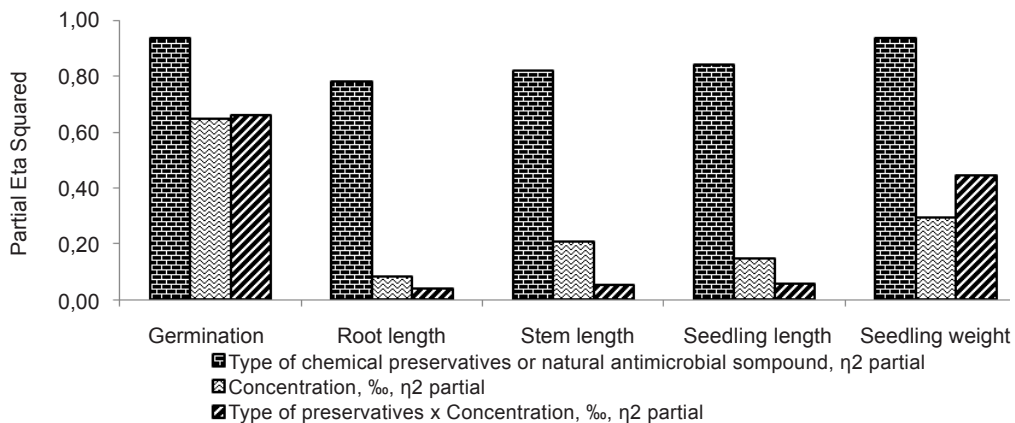 1,00
0,80
0,60
0,40
0,20
0,00
Partial Eta Squared
Germination Root length Stem length Seedling length Seedling weight
Type of chemical preservatives or natural antimicrobial sompound, η2 partial
Concentration, ‰, η2 partial
Type of preservatives x Concentration, ‰, η2 partial